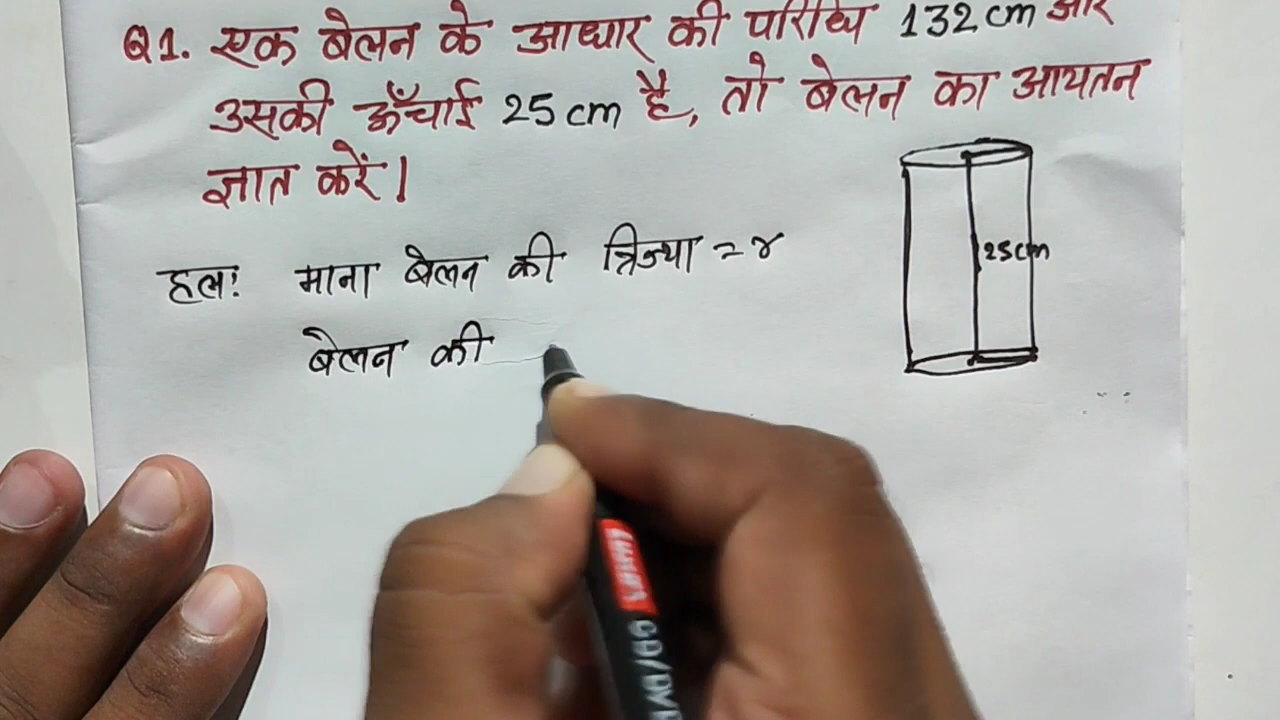 Q1. एक बेलन के आधार की परिधि 132 cm और
उसकी ऊँचाई 25 cm है, तो बेलन का आयतन
ज्ञात करें।
25cm
हल: माना बेलन की त्रिज्या = r
बेलन की